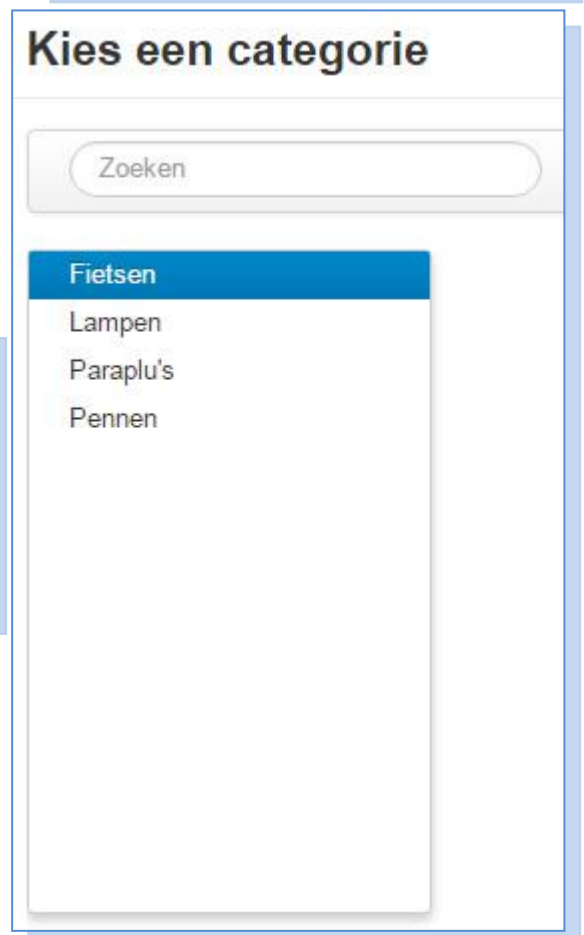 Kies een categorie
Zoeken
Fietsen
Lampen
Paraplu's
Pennen